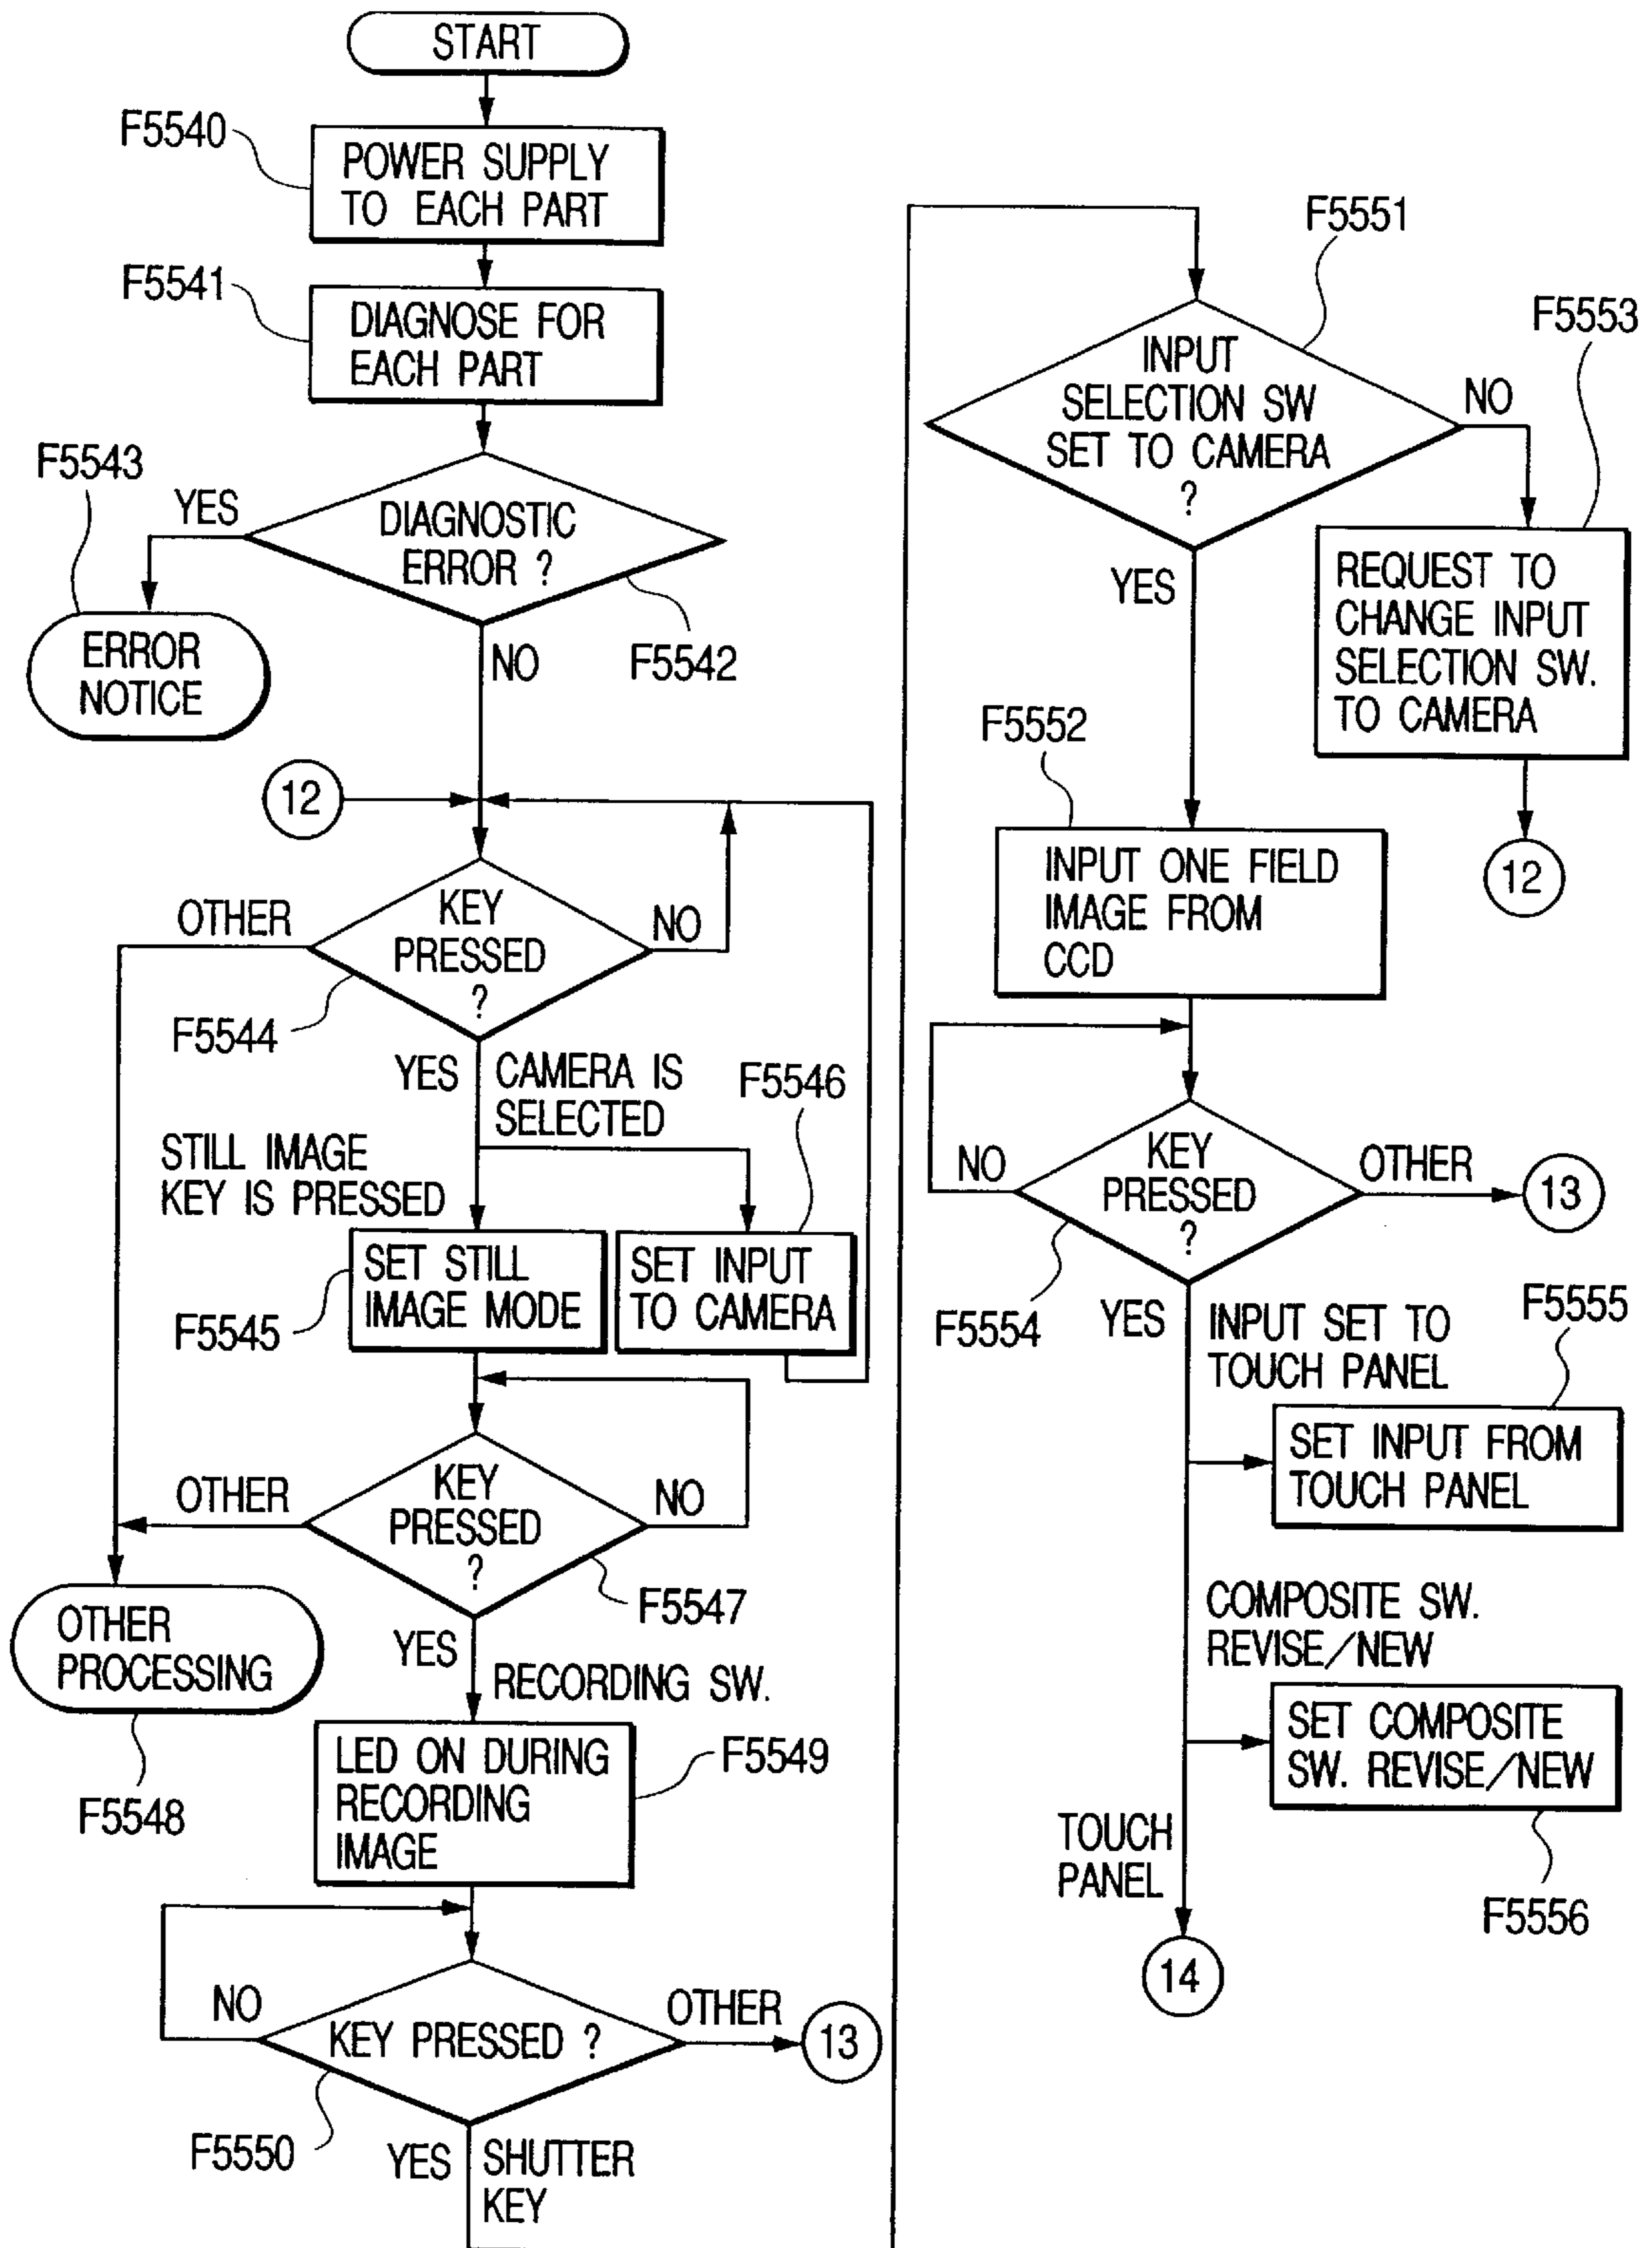 START
F5540
POWER SUPPLY
TO EACH PART
F5541
DIAGNOSE FOR
EACH PART
F5543
YES
DIAGNOSTIC
ERROR ?
ERROR
NOTICE
NO
F5542
12
OTHER
KEY
PRESSED
?
NO
F5544
YES
CAMERA IS
SELECTED
F5546
STILL IMAGE
KEY IS PRESSED
SET STILL
IMAGE MODE
SET INPUT
TO CAMERA
F5545
OTHER
KEY
PRESSED
?
NO
F5547
OTHER
PROCESSING
YES
RECORDING SW.
F5548
LED ON DURING
RECORDING
IMAGE
F5549
NO
KEY PRESSED ?
OTHER
13
F5550
YES
SHUTTER
KEY
F5551
INPUT
SELECTION SW
SET TO CAMERA
?
NO
F5553
YES
REQUEST TO
CHANGE INPUT
SELECTION SW.
TO CAMERA
12
F5552
INPUT ONE FIELD
IMAGE FROM
CCD
NO
KEY
PRESSED
?
OTHER
13
F5554
YES
INPUT SET TO
TOUCH PANEL
F5555
SET INPUT FROM
TOUCH PANEL
COMPOSITE SW.
REVISE/NEW
SET COMPOSITE
SW. REVISE/NEW
F5556
TOUCH
PANEL
14